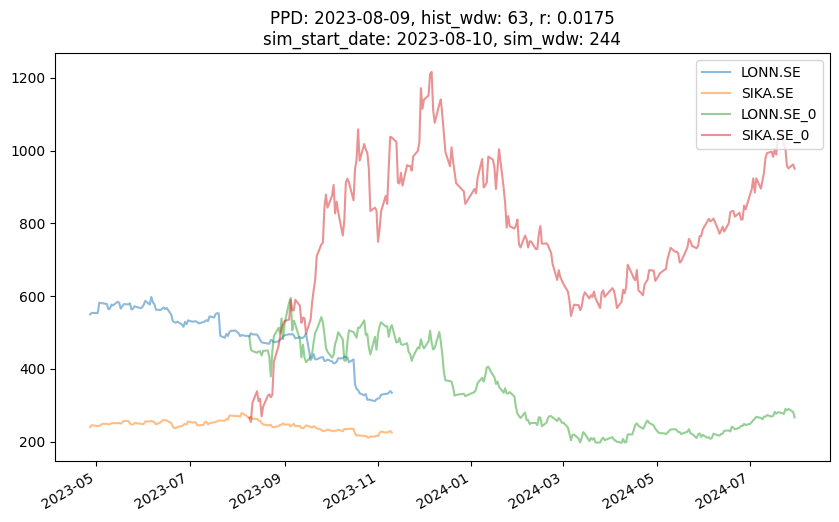 PPD: 2023-08-09, hist_wdw: 63, r: 0.0175
sim_start_date: 2023-08-10, sim_wdw: 244
LONN.SE
SIKA.SE
LONN.SE_0
SIKA.SE_0
1200
1000
800
600
400
200
2023-05
2023-07
2023-09
2023-11
2024-01
2024-03
2024-05
2024-07